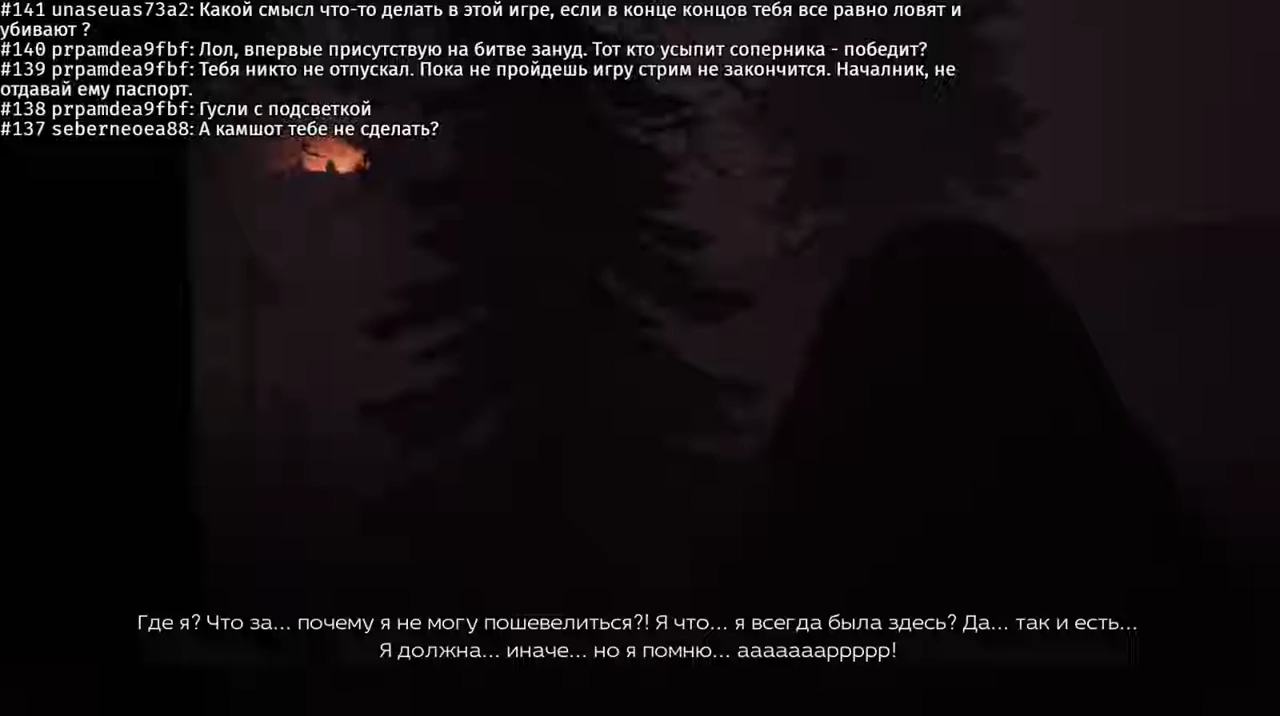 #141 unaseuas73a2: Какой смысл что-то делать в этой игре, если в конце концов тебя все равно ловят и
убивают ?
#140 prpamdea9fbf: Лол, впервые присутствую на битве зануд. Тот кто усыпит соперника - победит?
#139 prpamdea9fbf: Тебя никто не отпускал. Пока не пройдешь игру стрим не закончится. Началник, не
отдавай ему паспорт.
#138 prpamdea9fbf: Гусли с подсветкой
#137 seberneoea88: А камшот тебе не сделать?
Где я? Что за... почему я не могу пошевелиться?! Я что... я всегда была здесь? Да... так и есть...
Я должна... иначе... но я помню... ааааааарррpp!